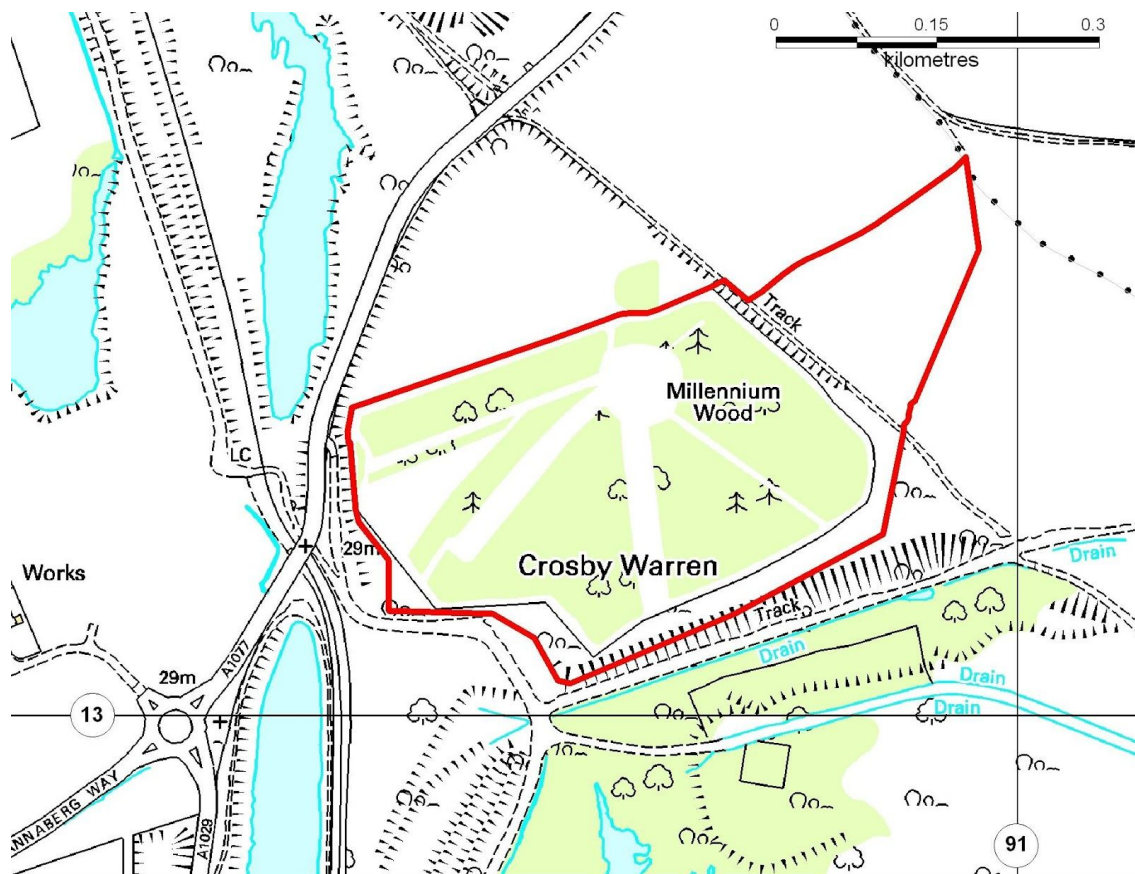 0 0.15 0.3
kilometres
Track
Millennium
Wood
LC
29m
Crosby Warren
Works
Drain
Track
Drain
A1077
29m
Drain
13
Drain
ANNABERG WAY
A1029
91